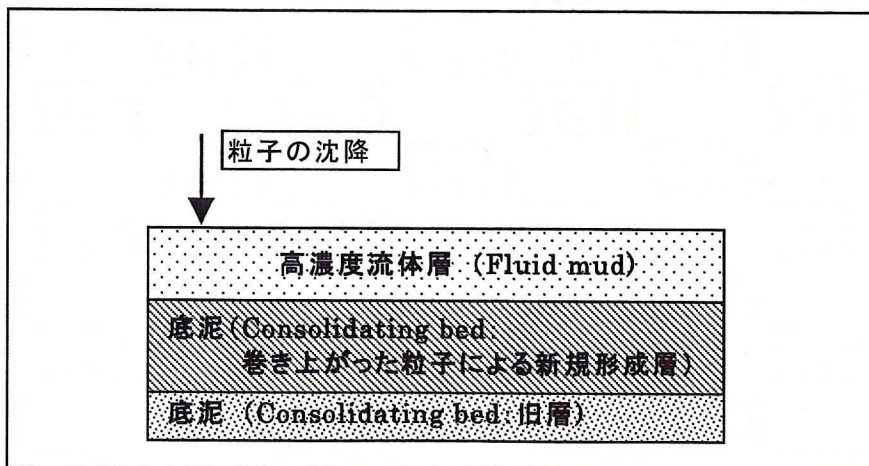 粒子の沈降
高濃度流体層 (Fluid mud)
底泥(Consolidating bed:
巻き上がった粒子による新規形成層)
底泥 (Consolidating bed:旧層)